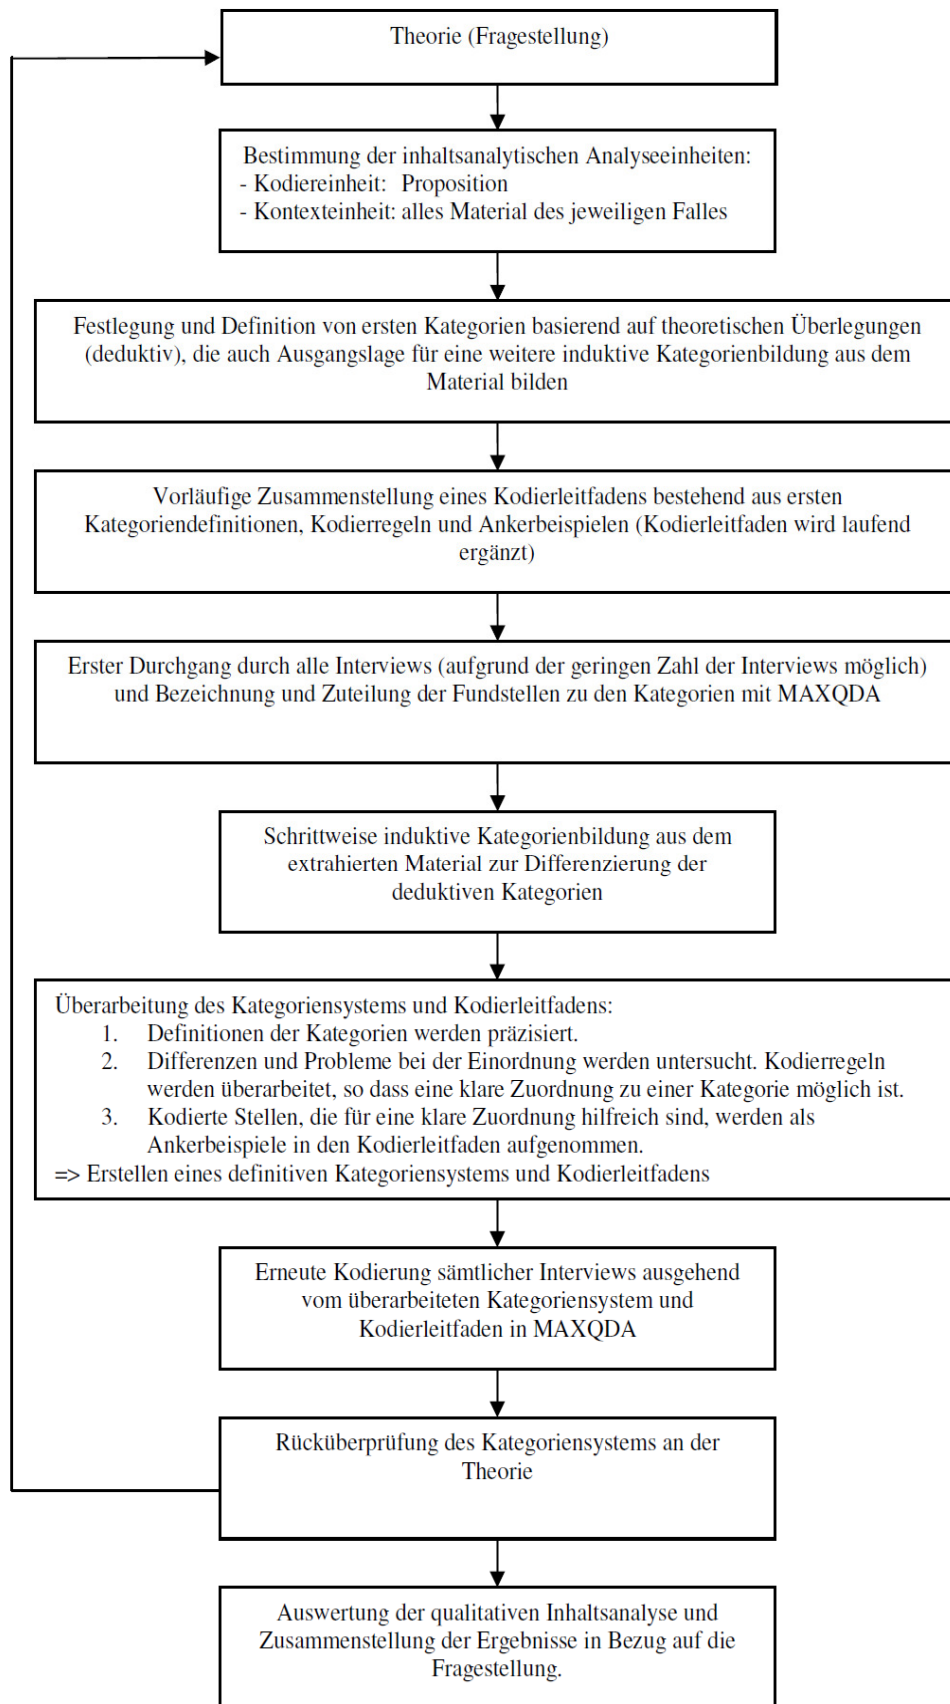 Theorie (Fragestellung)
Bestimmung der inhaltsanalytischen Analyseeinheiten:
- Kodiereinheit: Proposition
- Kontexteinheit: alles Material des jeweiligen Falles
Festlegung und Definition von ersten Kategorien basierend auf theoretischen Überlegungen
(deduktiv), die auch Ausgangslage für eine weitere induktive Kategorienbildung aus dem
Material bilden
Vorläufige Zusammenstellung eines Kodierleitfadens bestehend aus ersten
Kategoriendefinitionen, Kodierregeln und Ankerbeispielen (Kodierleitfaden wird laufend
ergänzt)
Erster Durchgang durch alle Interviews (aufgrund der geringen Zahl der Interviews möglich)
und Bezeichnung und Zuteilung der Fundstellen zu den Kategorien mit MAXQDA
Schrittweise induktive Kategorienbildung aus dem
extrahierten Material zur Differenzierung der
deduktiven Kategorien
Überarbeitung des Kategoriensystems und Kodierleitfadens:
1. Definitionen der Kategorien werden präzisiert.
2. Differenzen und Probleme bei der Einordnung werden untersucht. Kodierregeln
werden überarbeitet, so dass eine klare Zuordnung zu einer Kategorie möglich ist.
3. Kodierte Stellen, die für eine klare Zuordnung hilfreich sind, werden als
Ankerbeispiele in den Kodierleitfaden aufgenommen.
=> Erstellen eines definitiven Kategoriensystems und Kodierleitfadens
Erneute Kodierung sämtlicher Interviews ausgehend
vom überarbeiteten Kategoriensystem und
Kodierleitfaden in MAXQDA
Rücküberprüfung des Kategoriensystems an der
Theorie
Auswertung der qualitativen Inhaltsanalyse und
Zusammenstellung der Ergebnisse in Bezug auf die
Fragestellung.